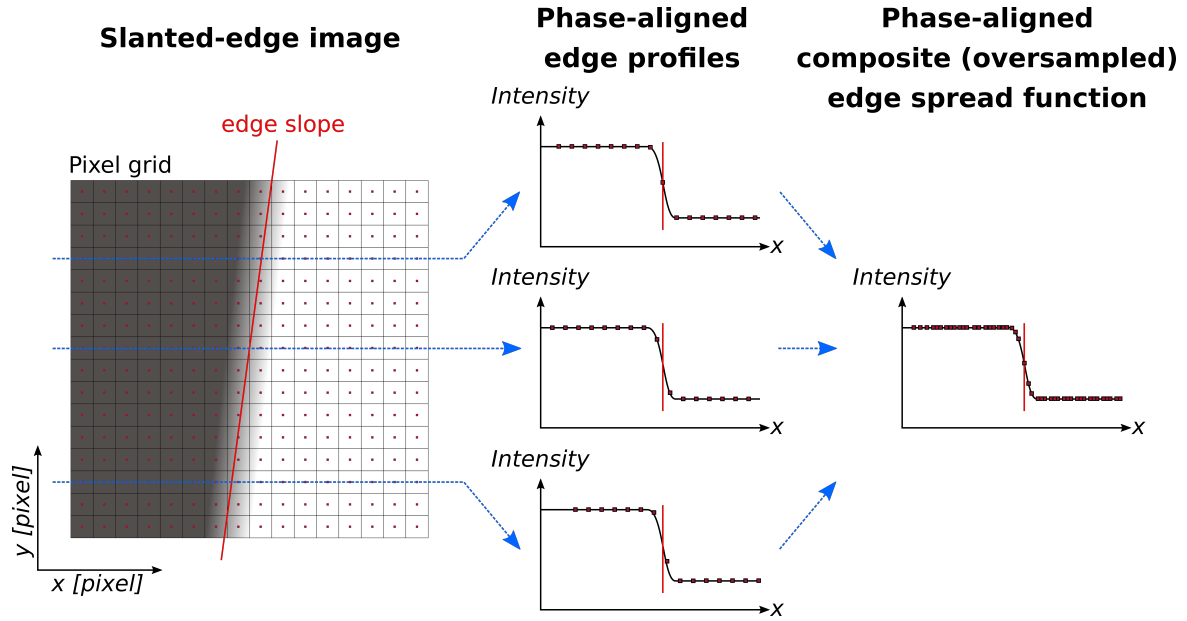 Slanted-edge image
Phase-aligned
edge profiles
Phase-aligned
composite (oversampled)
edge spread function
edge slope
Pixel grid
y [pixel]
x [pixel]
Intensity
x
Intensity
x
Intensity
x
Intensity
x